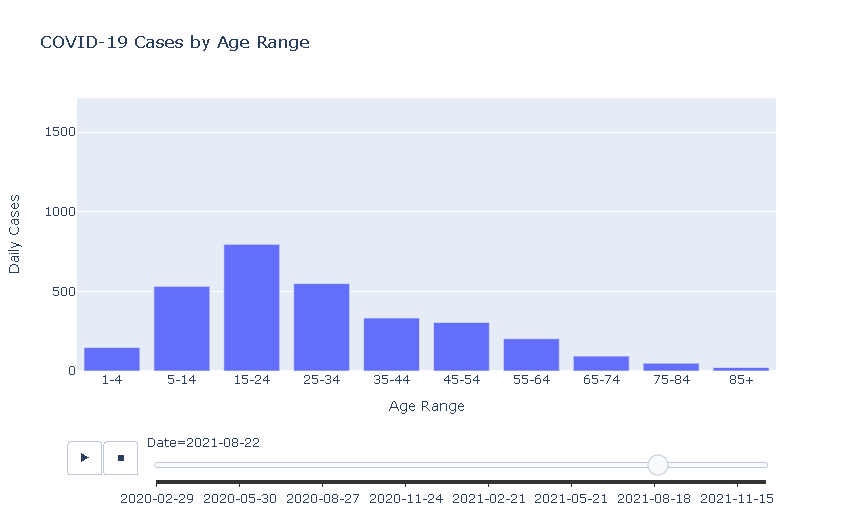 COVID-19 Cases by Age Range
Daily Cases
1500
1000
500
0
1-4 5-14 15-24 25-34 35-44 45-54 55-64 65-74 75-84 85+
Age Range
Date=2021-08-22
2020-02-29 2020-05-30 2020-08-27 2020-11-24 2021-02-21 2021-05-21 2021-08-18 2021-11-15